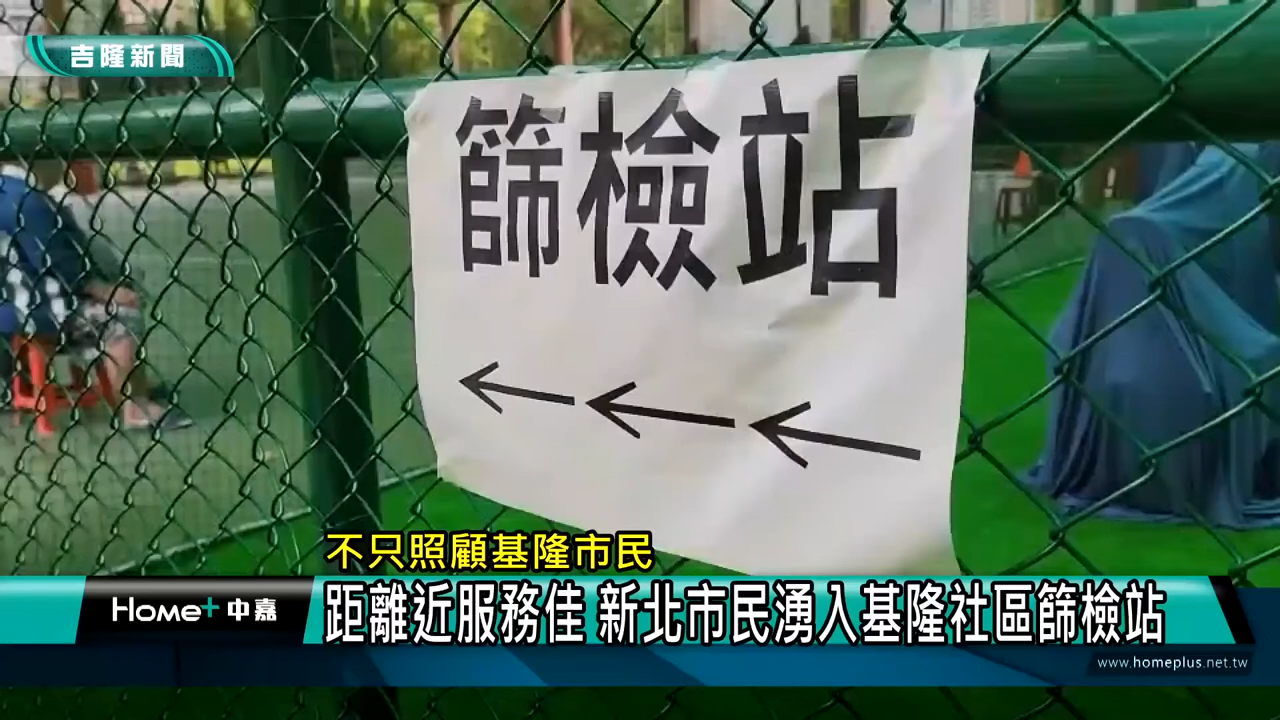 吉隆新聞
篩檢站
不只照顧基隆市民
Home+中嘉
距離近服務佳 新北市民湧入基隆社區篩檢站
www.homeplus.net.tw